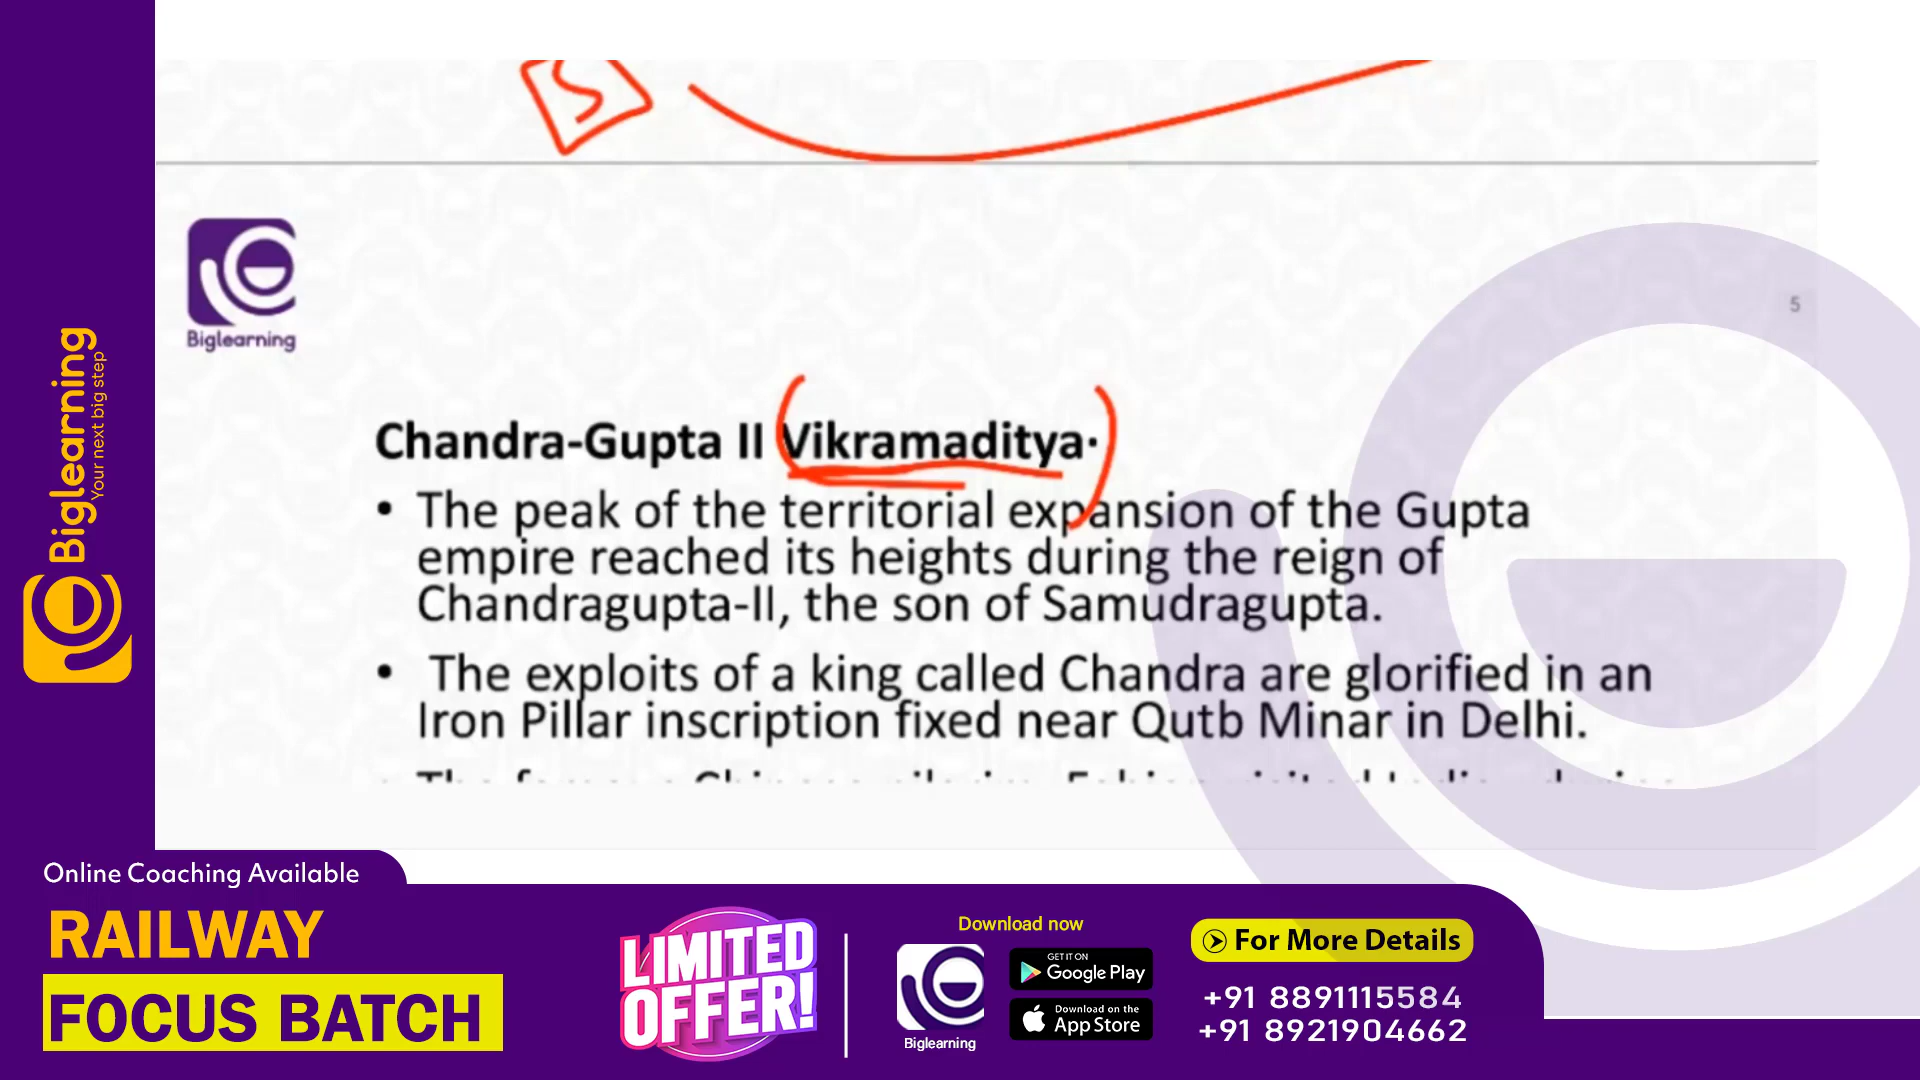 S
Biglearning
5
Chandra-Gupta II Vikramaditya·
• The peak of the territorial expansion of the Gupta
empire reached its heights during the reign of
Chandragupta-II, the son of Samudragupta.
• The exploits of a king called Chandra are glorified in an
Iron Pillar inscription fixed near Qutb Minar in Delhi.
Biglearning
Your next big step
Online Coaching Available
RAILWAY
FOCUS BATCH
LIMITED
OFFER!
Download now
Biglearning
GET IT ON
Google Play
Download on the
App Store
For More Details
+91 8891115584
+91 8921904662